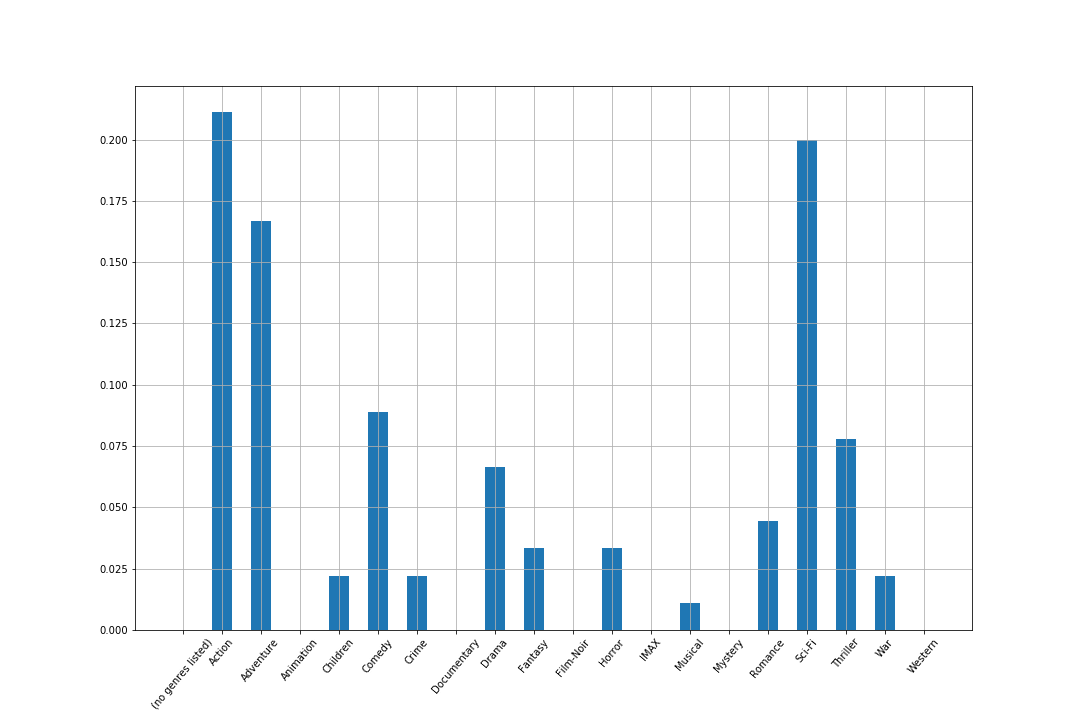 0.200
0.175
0.150
0.125
0.100
0.075
0.050
0.025
0.000
(no genres listed)
Action
Adventure
Animation
Children
Comedy
Crime
Documentary
Drama
Fantasy
Film-Noir
Horror
IMAX
Musical
Mystery
Romance
Sci-Fi
Thriller
War
Western